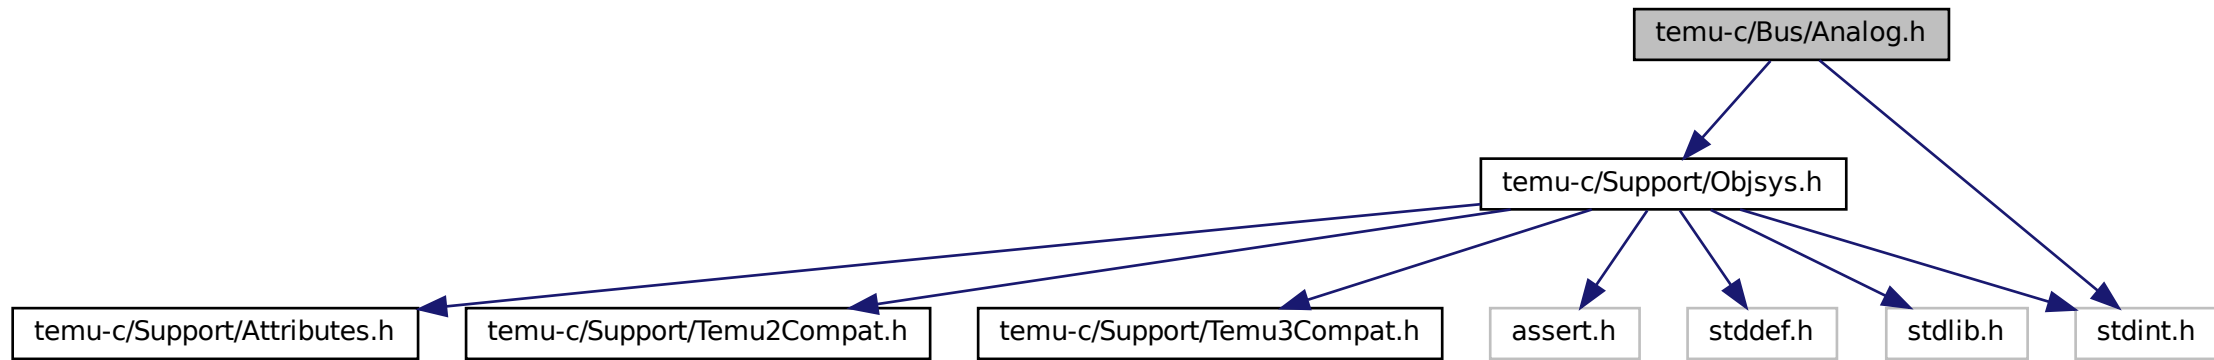 temu-c/Bus/Analog.h
temu-c/Support/Objsys.h
temu-c/Support/Attributes.h
temu-c/Support/Temu2Compat.h
temu-c/Support/Temu3Compat.h
assert.h
stddef.h
stdlib.h
stdint.h